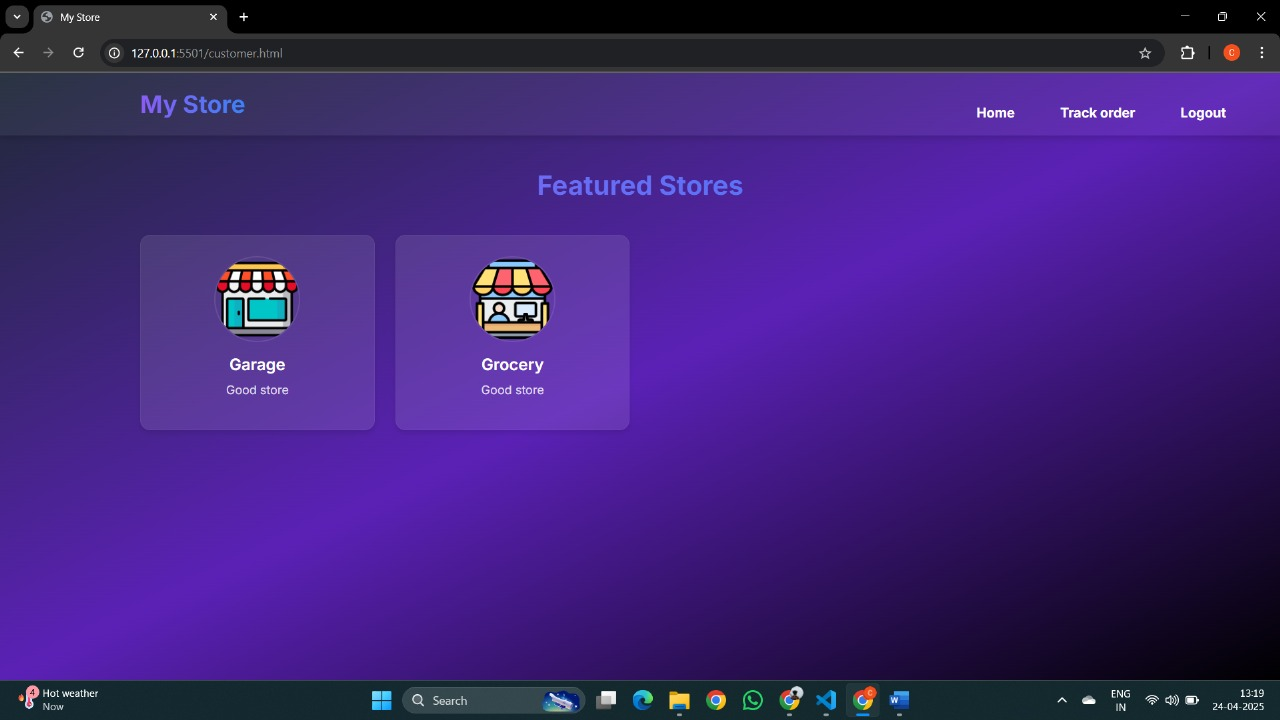 My Store
127.0.0.1:5501/customer.html
C
My Store
Home Track order Logout
Featured Stores
Garage
Good store
Grocery
Good store
4
Hot weather
Now
Search
C
W
ENG
IN
13:19
24-04-2025